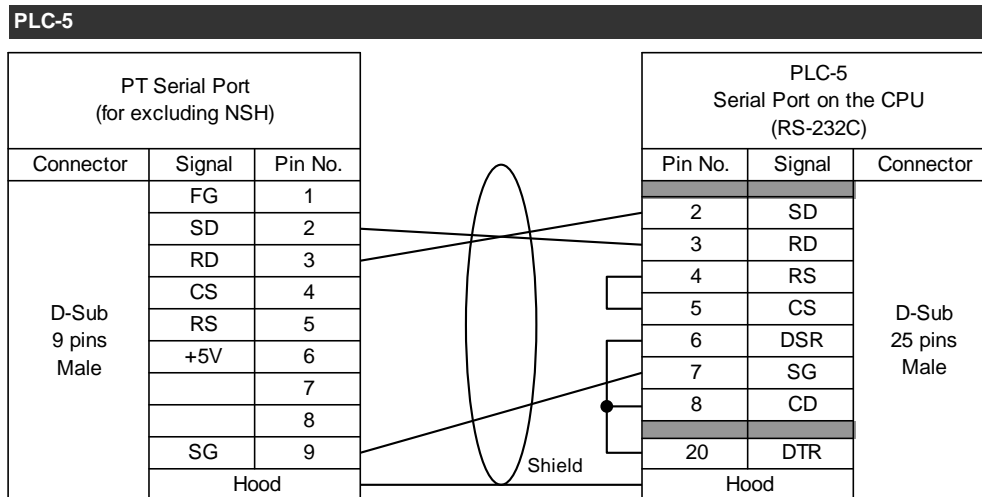 PLC-5
PT Serial Port
(for excluding NSH)
Connector Signal Pin No.
FG 1
SD 2
RD 3
CS 4
RS 5
+5V 6
7
8
SG 9
D-Sub
9 pins
Male
Hood
Shield
PLC-5
Serial Port on the CPU
(RS-232C)
Pin No. Signal Connector
2 SD
3 RD
4 RS
5 CS
6 DSR
7 SG
8 CD
20 DTR
D-Sub
25 pins
Male
Hood